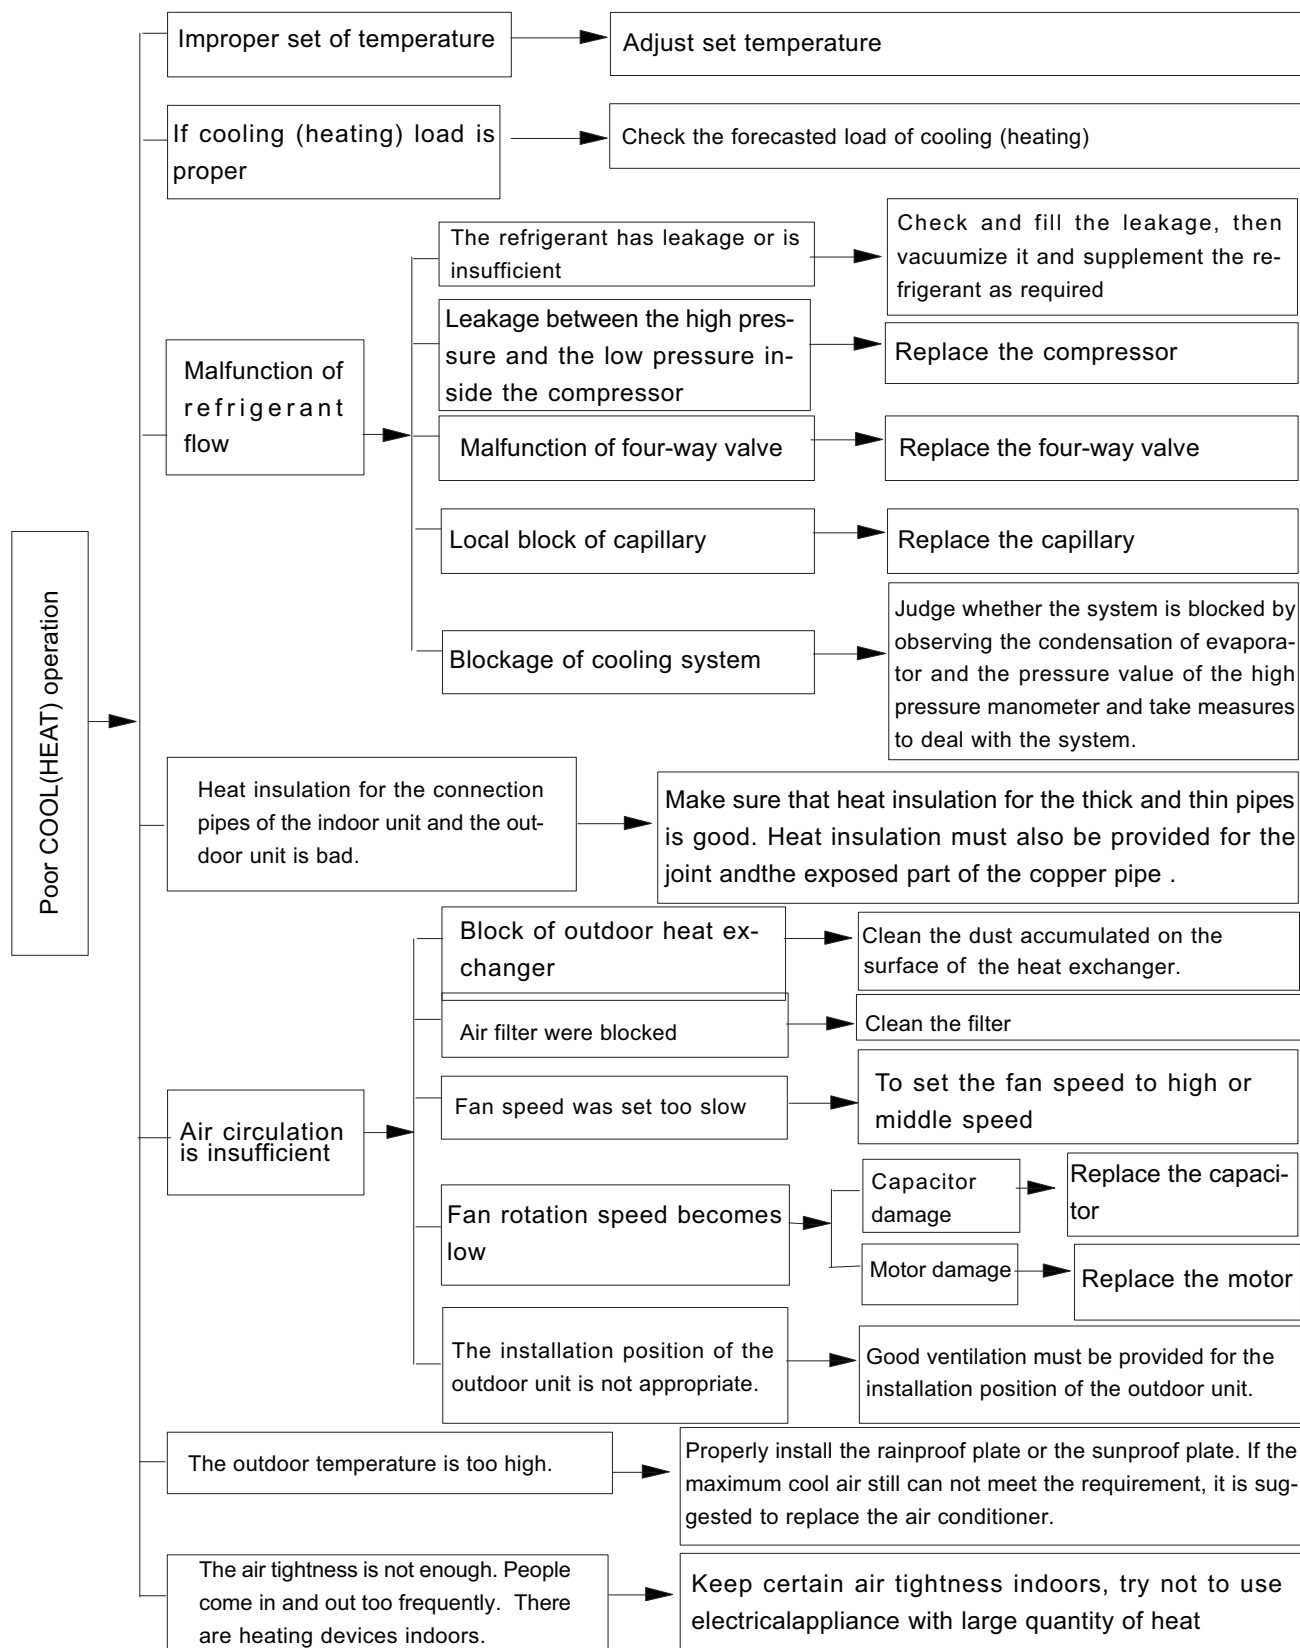 Poor COOL(HEAT) operation
Improper set of temperature
Adjust set temperature
If cooling (heating) load is
proper
Check the forecasted load of cooling (heating)
Malfunction of
refrigerant
flow
The refrigerant has leakage or is
insufficient
Check and fill the leakage, then
vacuumize it and supplement the re-
frigerant as required
Leakage between the high pres-
sure and the low pressure in-
side the compressor
Replace the compressor
Malfunction of four-way valve
Replace the four-way valve
Local block of capillary
Replace the capillary
Blockage of cooling system
Judge whether the system is blocked by
observing the condensation of evapora-
tor and the pressure value of the high
pressure manometer and take measures
to deal with the system.
Heat insulation for the connection
pipes of the indoor unit and the out-
door unit is bad.
Make sure that heat insulation for the thick and thin pipes
is good. Heat insulation must also be provided for the
joint andthe exposed part of the copper pipe .
Air circulation
is insufficient
Block of outdoor heat ex-
changer
Clean the dust accumulated on the
surface of the heat exchanger.
Air filter were blocked
Clean the filter
Fan speed was set too slow
To set the fan speed to high or
middle speed
Fan rotation speed becomes
low
Capacitor
damage
Replace the capaci-
tor
Motor damage
Replace the motor
The installation position of the
outdoor unit is not appropriate.
Good ventilation must be provided for the
installation position of the outdoor unit.
The outdoor temperature is too high.
Properly install the rainproof plate or the sunproof plate. If the
maximum cool air still can not meet the requirement, it is sug-
gested to replace the air conditioner.
The air tightness is not enough. People
come in and out too frequently. There
are heating devices indoors.
Keep certain air tightness indoors, try not to use
electricalappliance with large quantity of heat